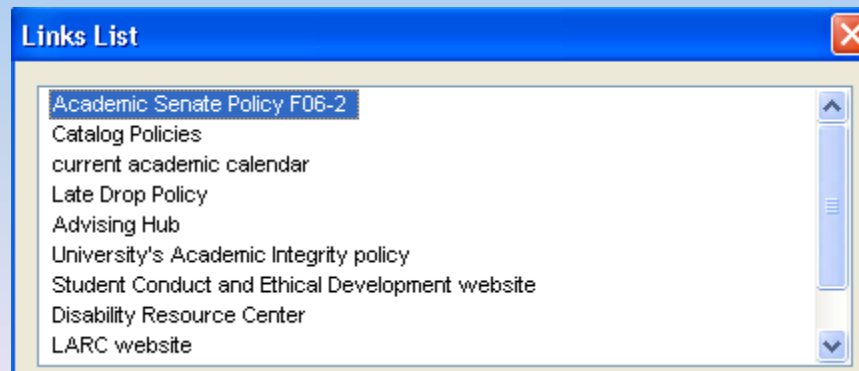 Links List
Academic Senate Policy F06-2
Catalog Policies
current academic calendar
Late Drop Policy
Advising Hub
University's Academic Integrity policy
Student Conduct and Ethical Development website
Disability Resource Center
LARC website